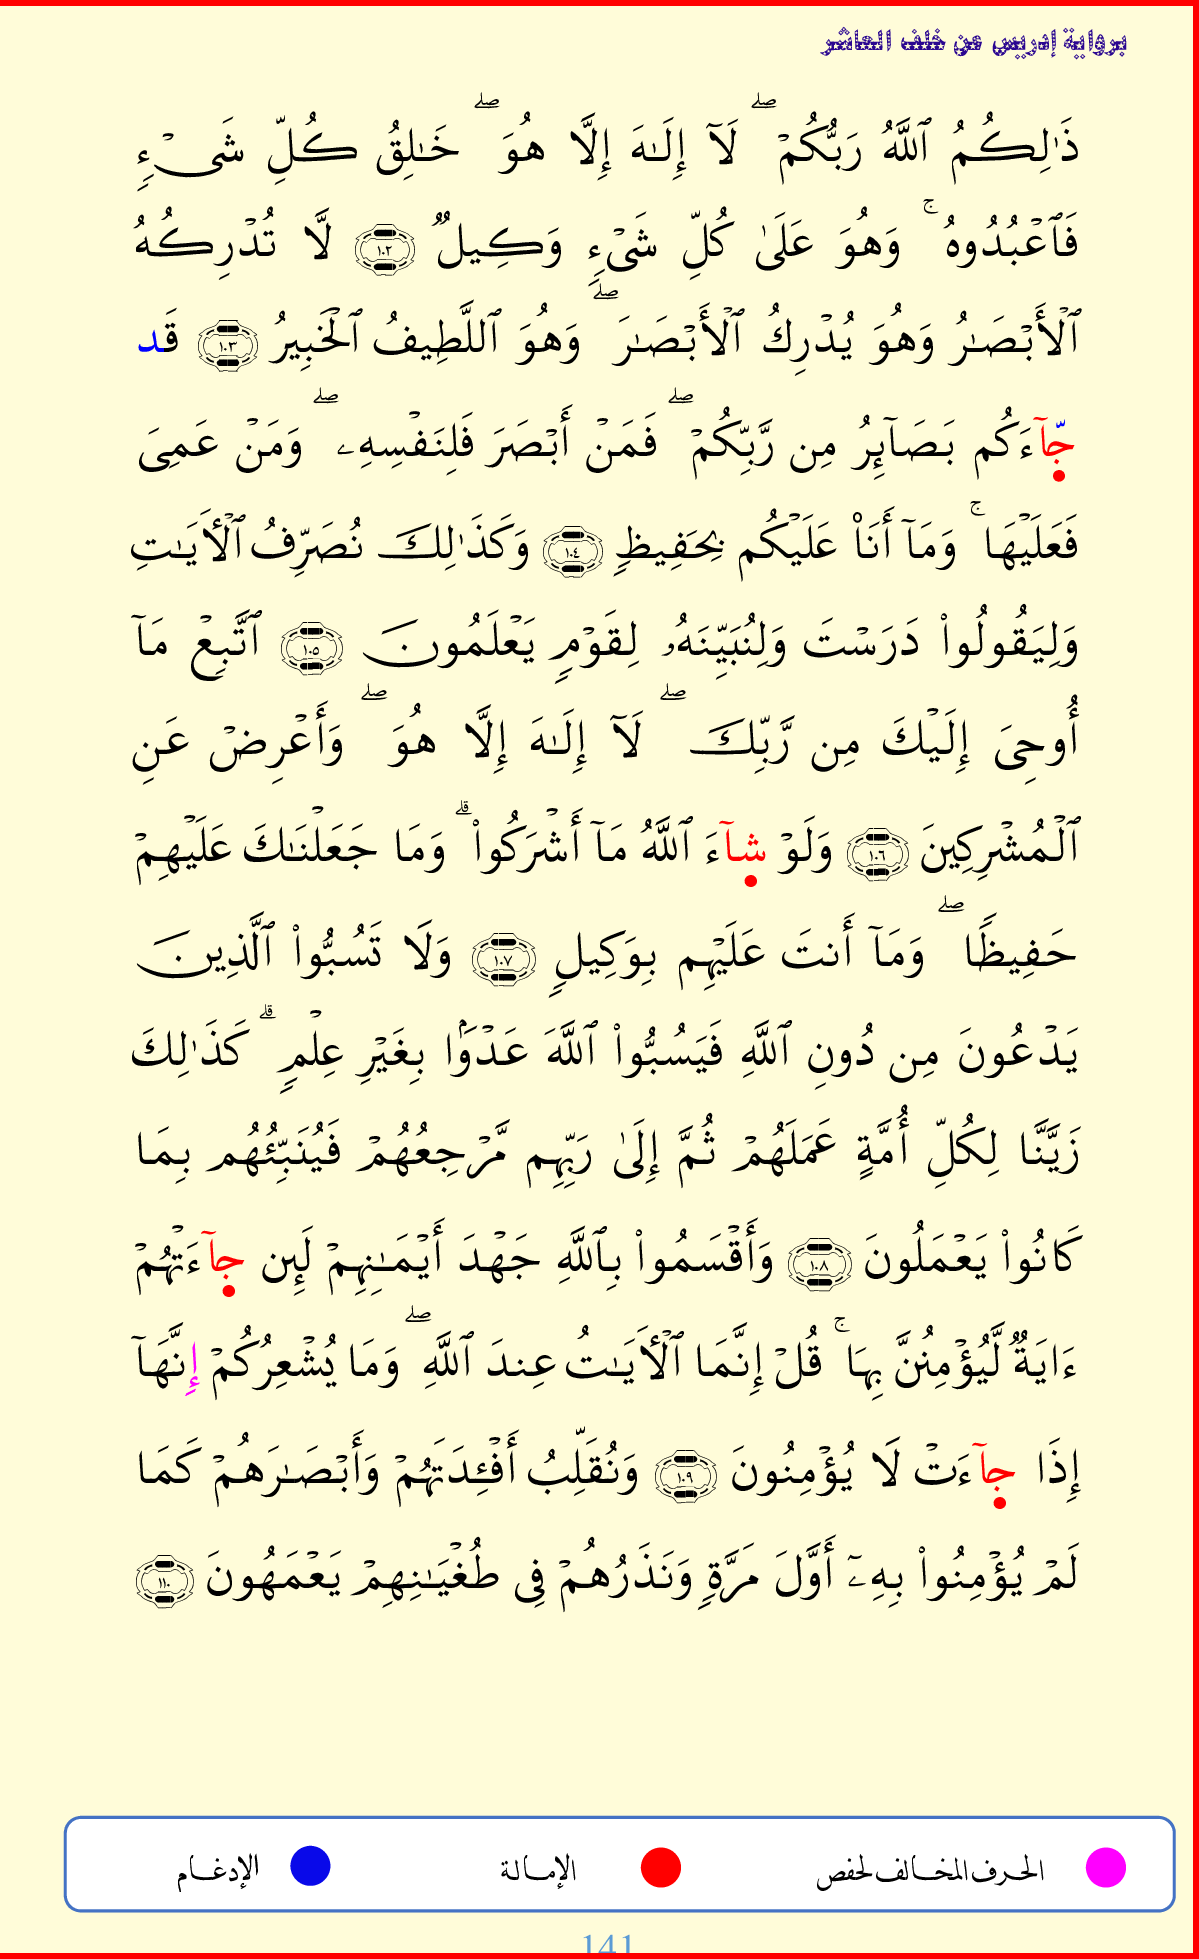 برواية إدريس عن خلف العاشر
ذَٰلِكُمُ ٱللَّهُ رَبُّكُمۡۖ لَآ إِلَـٰهَ إِلَّا هُوَۖ خَـٰلِقُ كُلِّ شَيۡءٖ
فَٱعۡبُدُوهُۚ وَهُوَ عَلَىٰ كُلِّ شَيۡءٖ وَكِيلٞ ١٠٢ لَّا تُدۡرِكُهُ
ٱلۡأَبۡصَـٰرُ وَهُوَ يُدۡرِكُ ٱلۡأَبۡصَـٰرَۖ وَهُوَ ٱللَّطِيفُ ٱلۡخَبِيرُ ١٠٣ قَد
جَّآءَكُم بَصَآئِرُ مِن رَّبِّكُمۡۖ فَمَنۡ أَبۡصَرَ فَلِنَفۡسِهِۦۖ وَمَنۡ عَمِيَ
فَعَلَيۡهَاۚ وَمَآ أَنَا۠ عَلَيۡكُم بِحَفِيظٖ ١٠٤ وَكَذَٰلِكَ نُصَرِّفُ ٱلۡأٓيَـٰتِ
وَلِيَقُولُواْ دَرَسۡتَ وَلِنُبَيِّنَهُۥ لِقَوۡمٖ يَعۡلَمُونَ ١٠٥ ٱتَّبِعۡ مَآ
أُوحِيَ إِلَيۡكَ مِن رَّبِّكَۖ لَآ إِلَـٰهَ إِلَّا هُوَۖ وَأَعۡرِضۡ عَنِ
ٱلۡمُشۡرِكِينَ ١٠٦ وَلَوۡ شَآءَ ٱللَّهُ مَآ أَشۡرَكُواْۗ وَمَا جَعَلۡنَـٰكَ عَلَيۡهِمۡ
حَفِيظٗاۖ وَمَآ أَنتَ عَلَيۡهِم بِوَكِيلٖ ١٠٧ وَلَا تَسُبُّواْ ٱلَّذِينَ
يَدۡعُونَ مِن دُونِ ٱللَّهِ فَيَسُبُّواْ ٱللَّهَ عَدۡوَۢا بِغَيۡرِ عِلۡمٖۗ كَذَٰلِكَ
زَيَّنَّا لِكُلِّ أُمَّةٍ عَمَلَهُمۡ ثُمَّ إِلَىٰ رَبِّهِم مَّرۡجِعُهُمۡ فَيُنَبِّئُهُم بِمَا
كَانُواْ يَعۡمَلُونَ ١٠٨ وَأَقۡسَمُواْ بِٱللَّهِ جَهۡدَ أَيۡمَـٰنِهِمۡ لَئِن جَآءَتۡهُمۡ
ءَايَةٞ لَّيُؤۡمِنُنَّ بِهَاۚ قُلۡ إِنَّمَا ٱلۡأٓيَـٰتُ عِندَ ٱللَّهِۖ وَمَا يُشۡعِرُكُمۡ إِنَّهَآ
إِذَا جَآءَتۡ لَا يُؤۡمِنُونَ ١٠٩ وَنُقَلِّبُ أَفۡـِٔدَتَهُمۡ وَأَبۡصَـٰرَهُمۡ كَمَا
لَمۡ يُؤۡمِنُواْ بِهِۦٓ أَوَّلَ مَرَّةٖ وَنَذَرُهُمۡ فِي طُغۡيَـٰنِهِمۡ يَعۡمَهُونَ ١١٠
الحرف المخالف لحفص الإمالة الإدغام
141